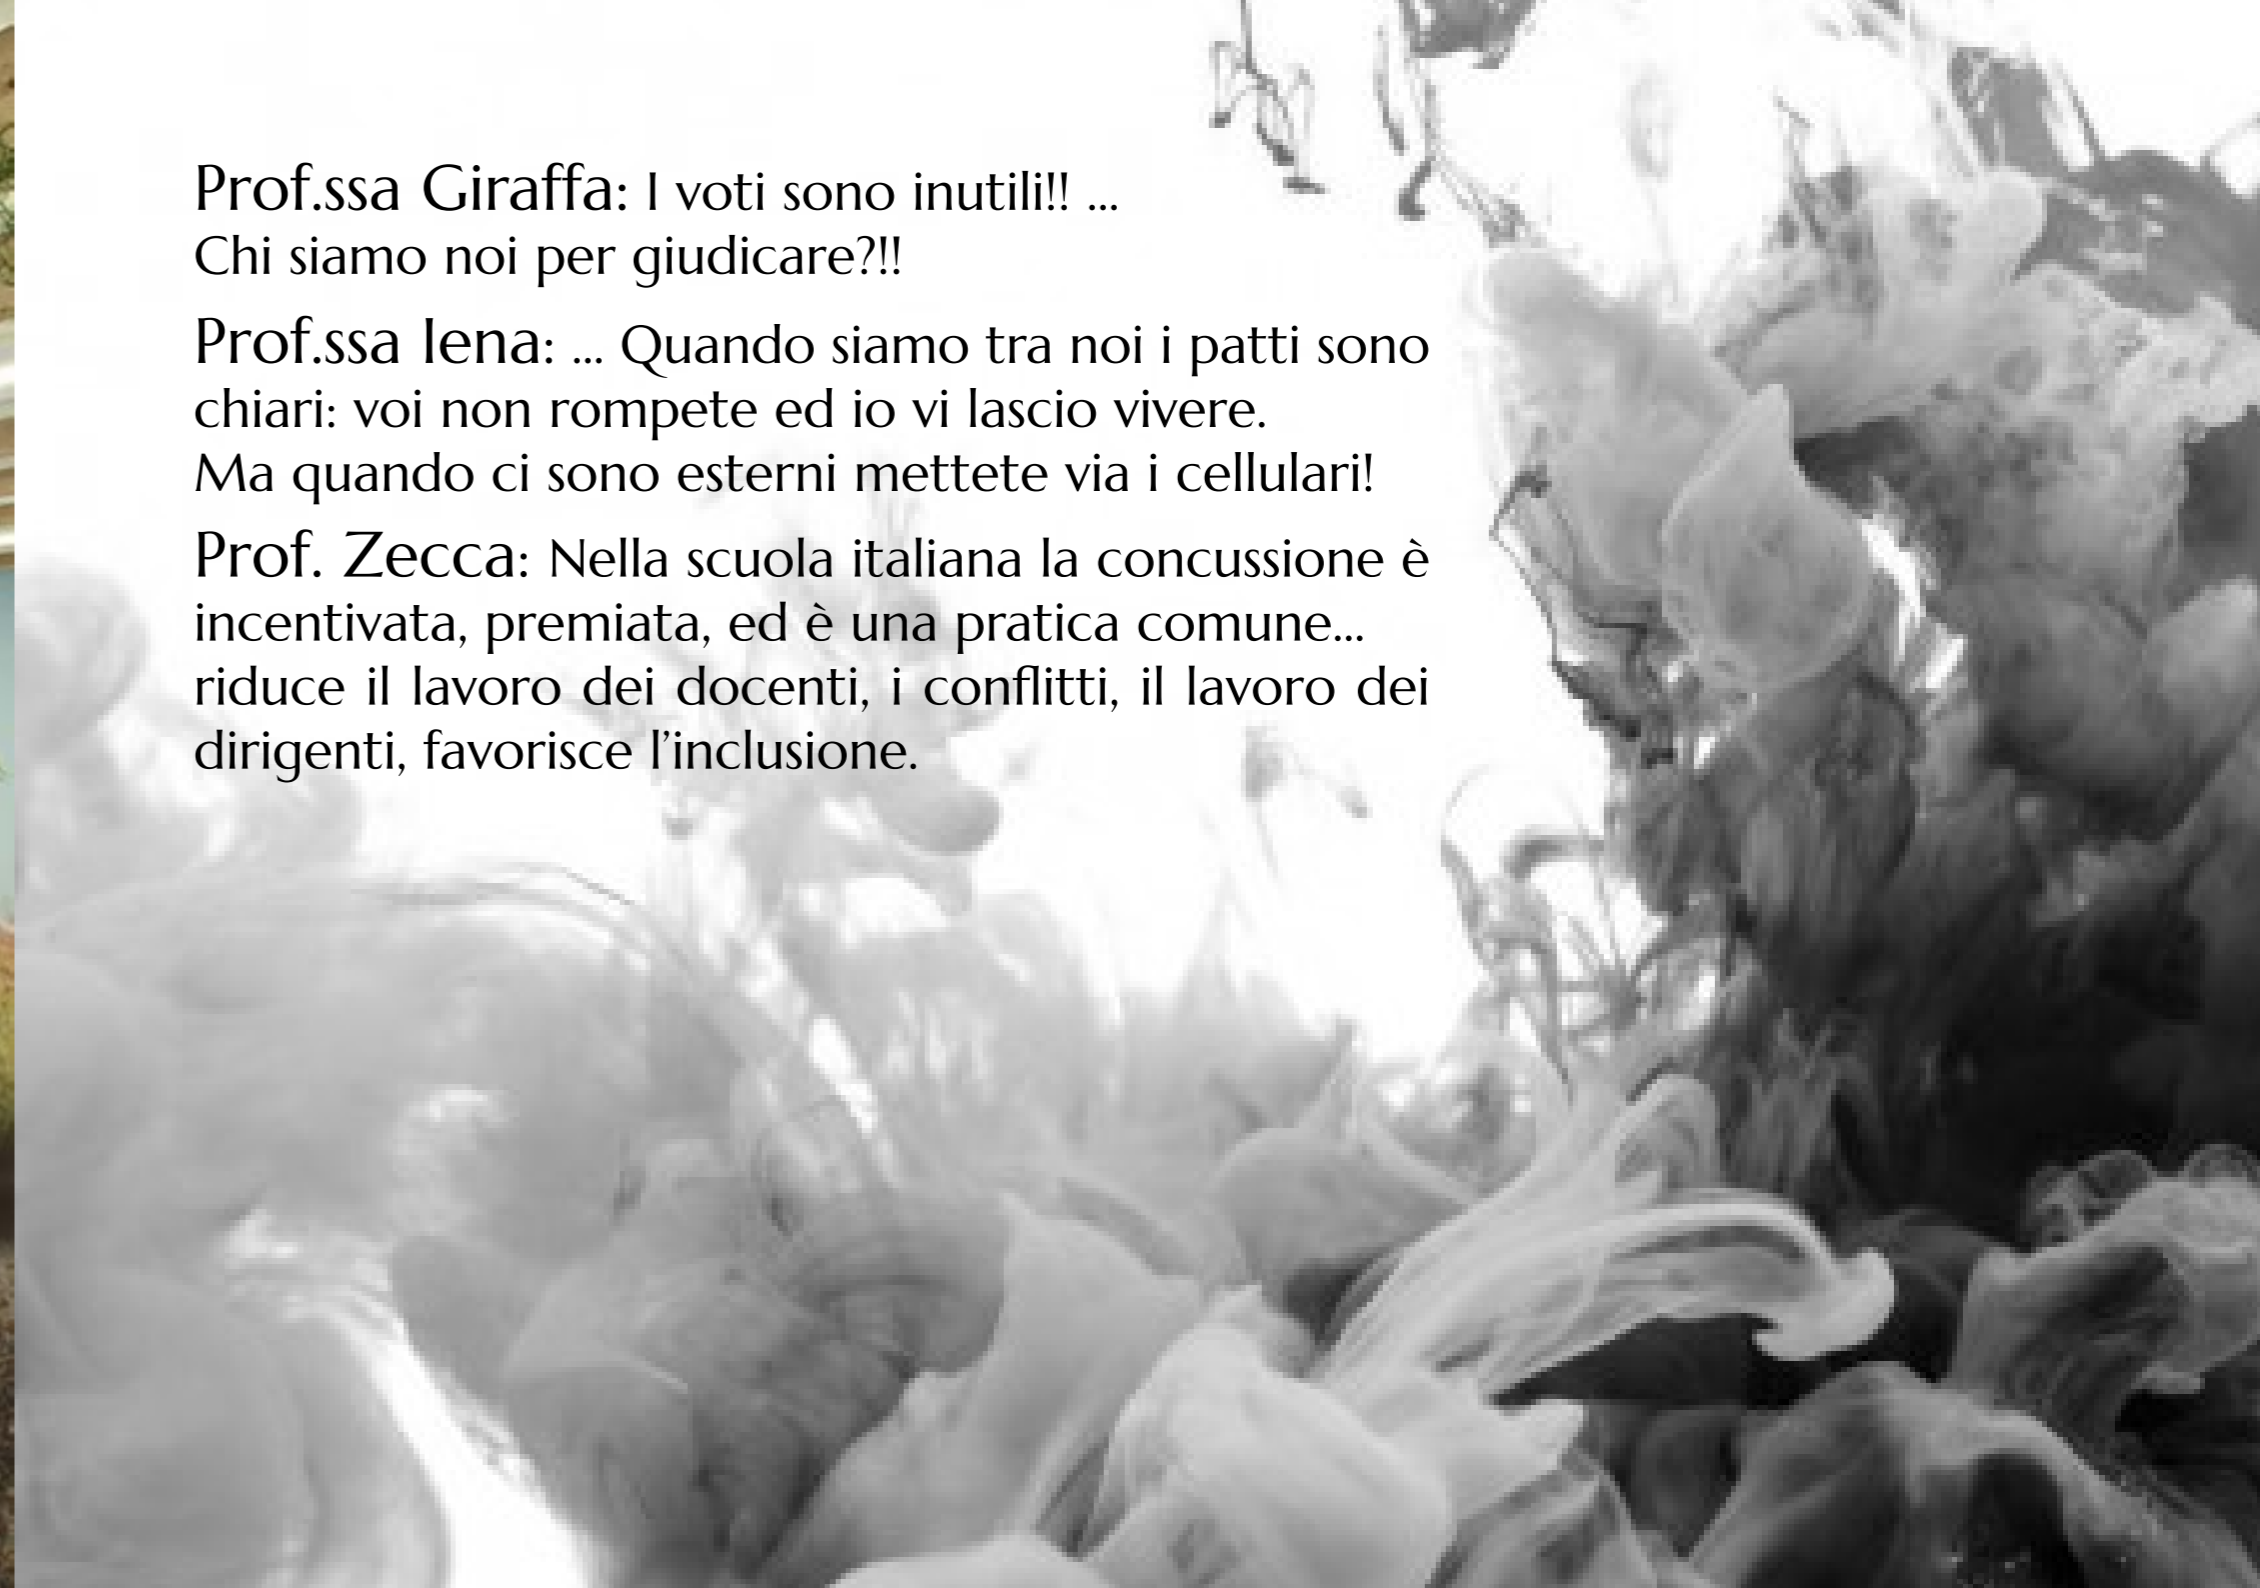 Prof.ssa Giraffa: I voti sono inutili!! ...
Chi siamo noi per giudicare?!!
Prof.ssa Iena: ... Quando siamo tra noi i patti sono
chiari: voi non rompete ed io vi lascio vivere.
Ma quando ci sono esterni mettete via i cellulari!
Prof. Zecca: Nella scuola italiana la concussione è
incentivata, premiata, ed è una pratica comune...
riduce il lavoro dei docenti, i conflitti, il lavoro dei
dirigenti, favorisce l’inclusione.